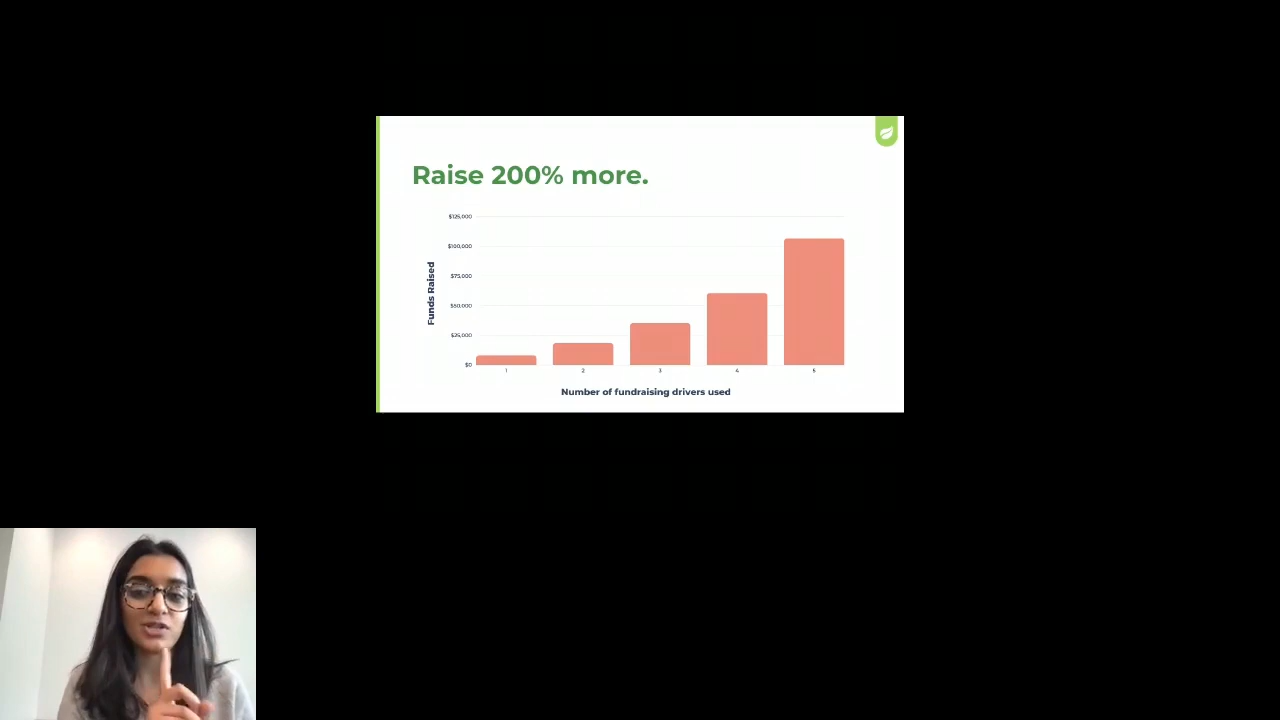 Raise 200% more.
$125,000
$100,000
$75,000
$50,000
$25,000
$0
Funds Raised
1 2 3 4 5
Number of fundraising drivers used